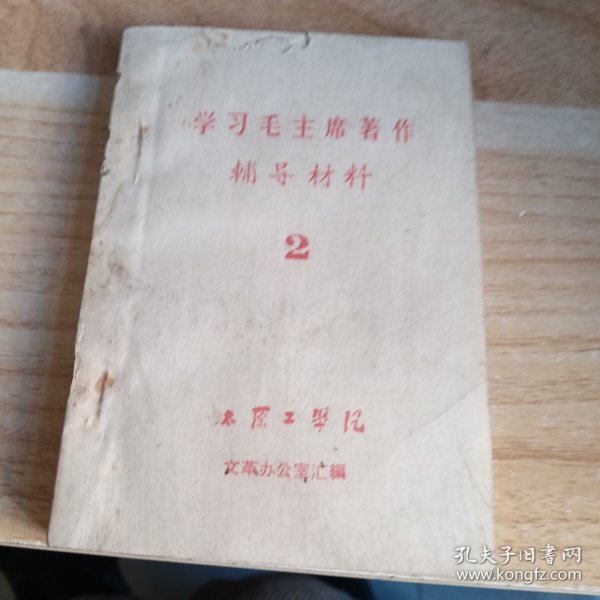 学习毛主席著作
辅导材料
2
太原工学院
文革办公室汇编
孔夫子旧书网
www.kongfz.com